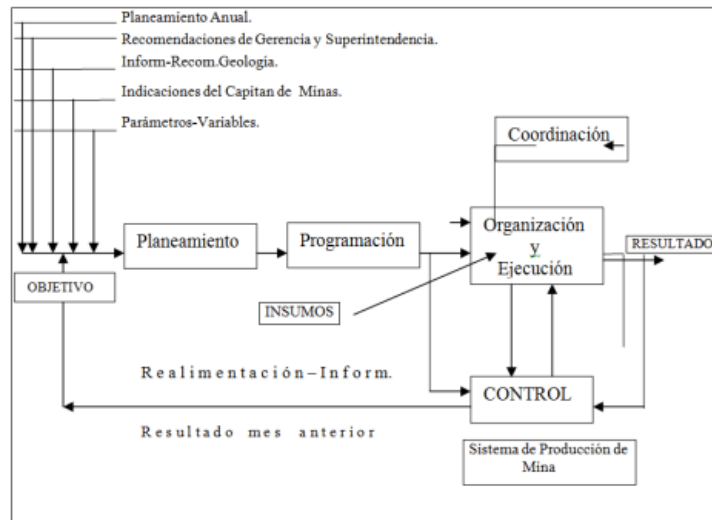 Planeamiento Anual.
Recomendaciones de Gerencia y Superintendencia.
Inform-Recom.Geología.
Indicaciones del Capitan de Minas.
Parámetros-Variables.
Coordinación
Planeamiento
Programación
Organización
y
Ejecución
RESULTADO
OBJETIVO
INSUMOS
Realimentación–Inform.
CONTROL
Resultado mes anterior
Sistema de Producción de
Mina